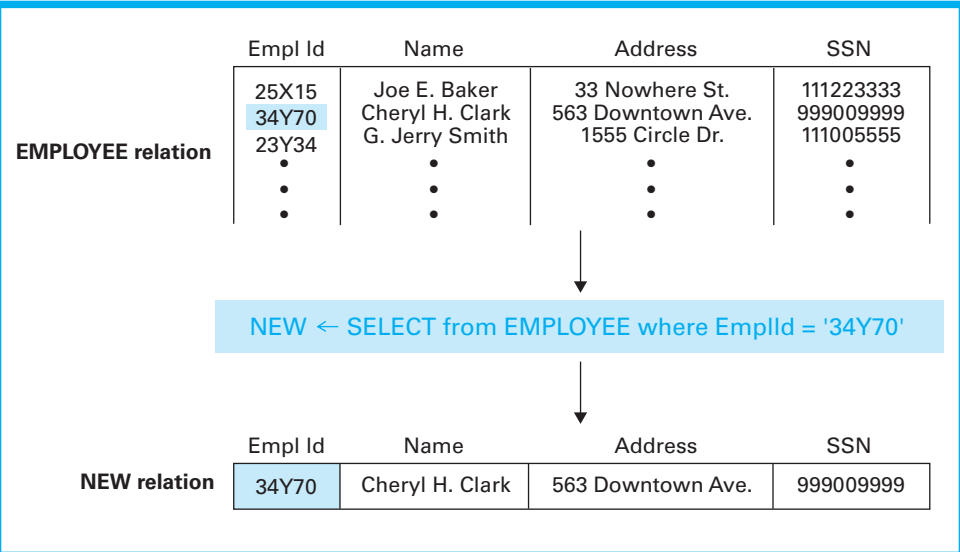 Empl Id Name Address SSN
25X15 Joe E. Baker 33 Nowhere St. 111223333
34Y70 Cheryl H. Clark 563 Downtown Ave. 999009999
23Y34 G. Jerry Smith 1555 Circle Dr. 111005555
EMPLOYEE relation
NEW ← SELECT from EMPLOYEE where EmplId = '34Y70'
Empl Id Name Address SSN
NEW relation 34Y70 Cheryl H. Clark 563 Downtown Ave. 999009999